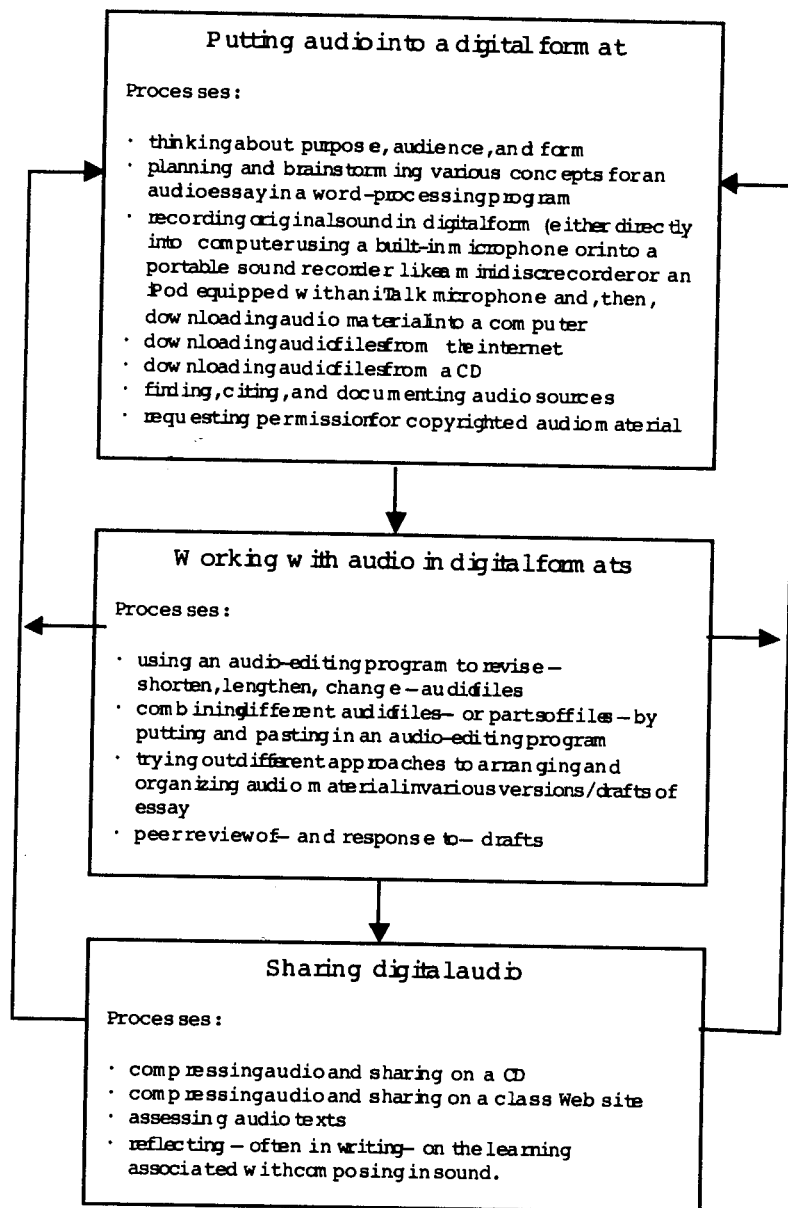 Putting audio into a digital format
Processes:
· thinking about purpose, audience, and form
· planning and brainstorming various concepts for an
audio essay in a word-processing program
· recording original sound in digital form (either directly
into computer using a built-in microphone or into a
portable sound recorder like a minidisc recorder or an
iPod equipped with an iTalk microphone and, then,
downloading audio material into a computer
· downloading audio files from the internet
· downloading audio files from a CD
· finding, citing, and documenting audio sources
· requesting permission for copyrighted audio material
Working with audio in digital formats
Processes:
· using an audio-editing program to revise –
shorten, lengthen, change – audio files
· combining different audio files – or parts of files – by
putting and pasting in an audio-editing program
· trying out different approaches to arranging and
organizing audio material in various versions/drafts of
essay
· peer review of – and response to – drafts
Sharing digital audio
Processes:
· compressing audio and sharing on a CD
· compressing audio and sharing on a class Web site
· assessing audio texts
· reflecting – often in writing – on the learning
associated with composing in sound.